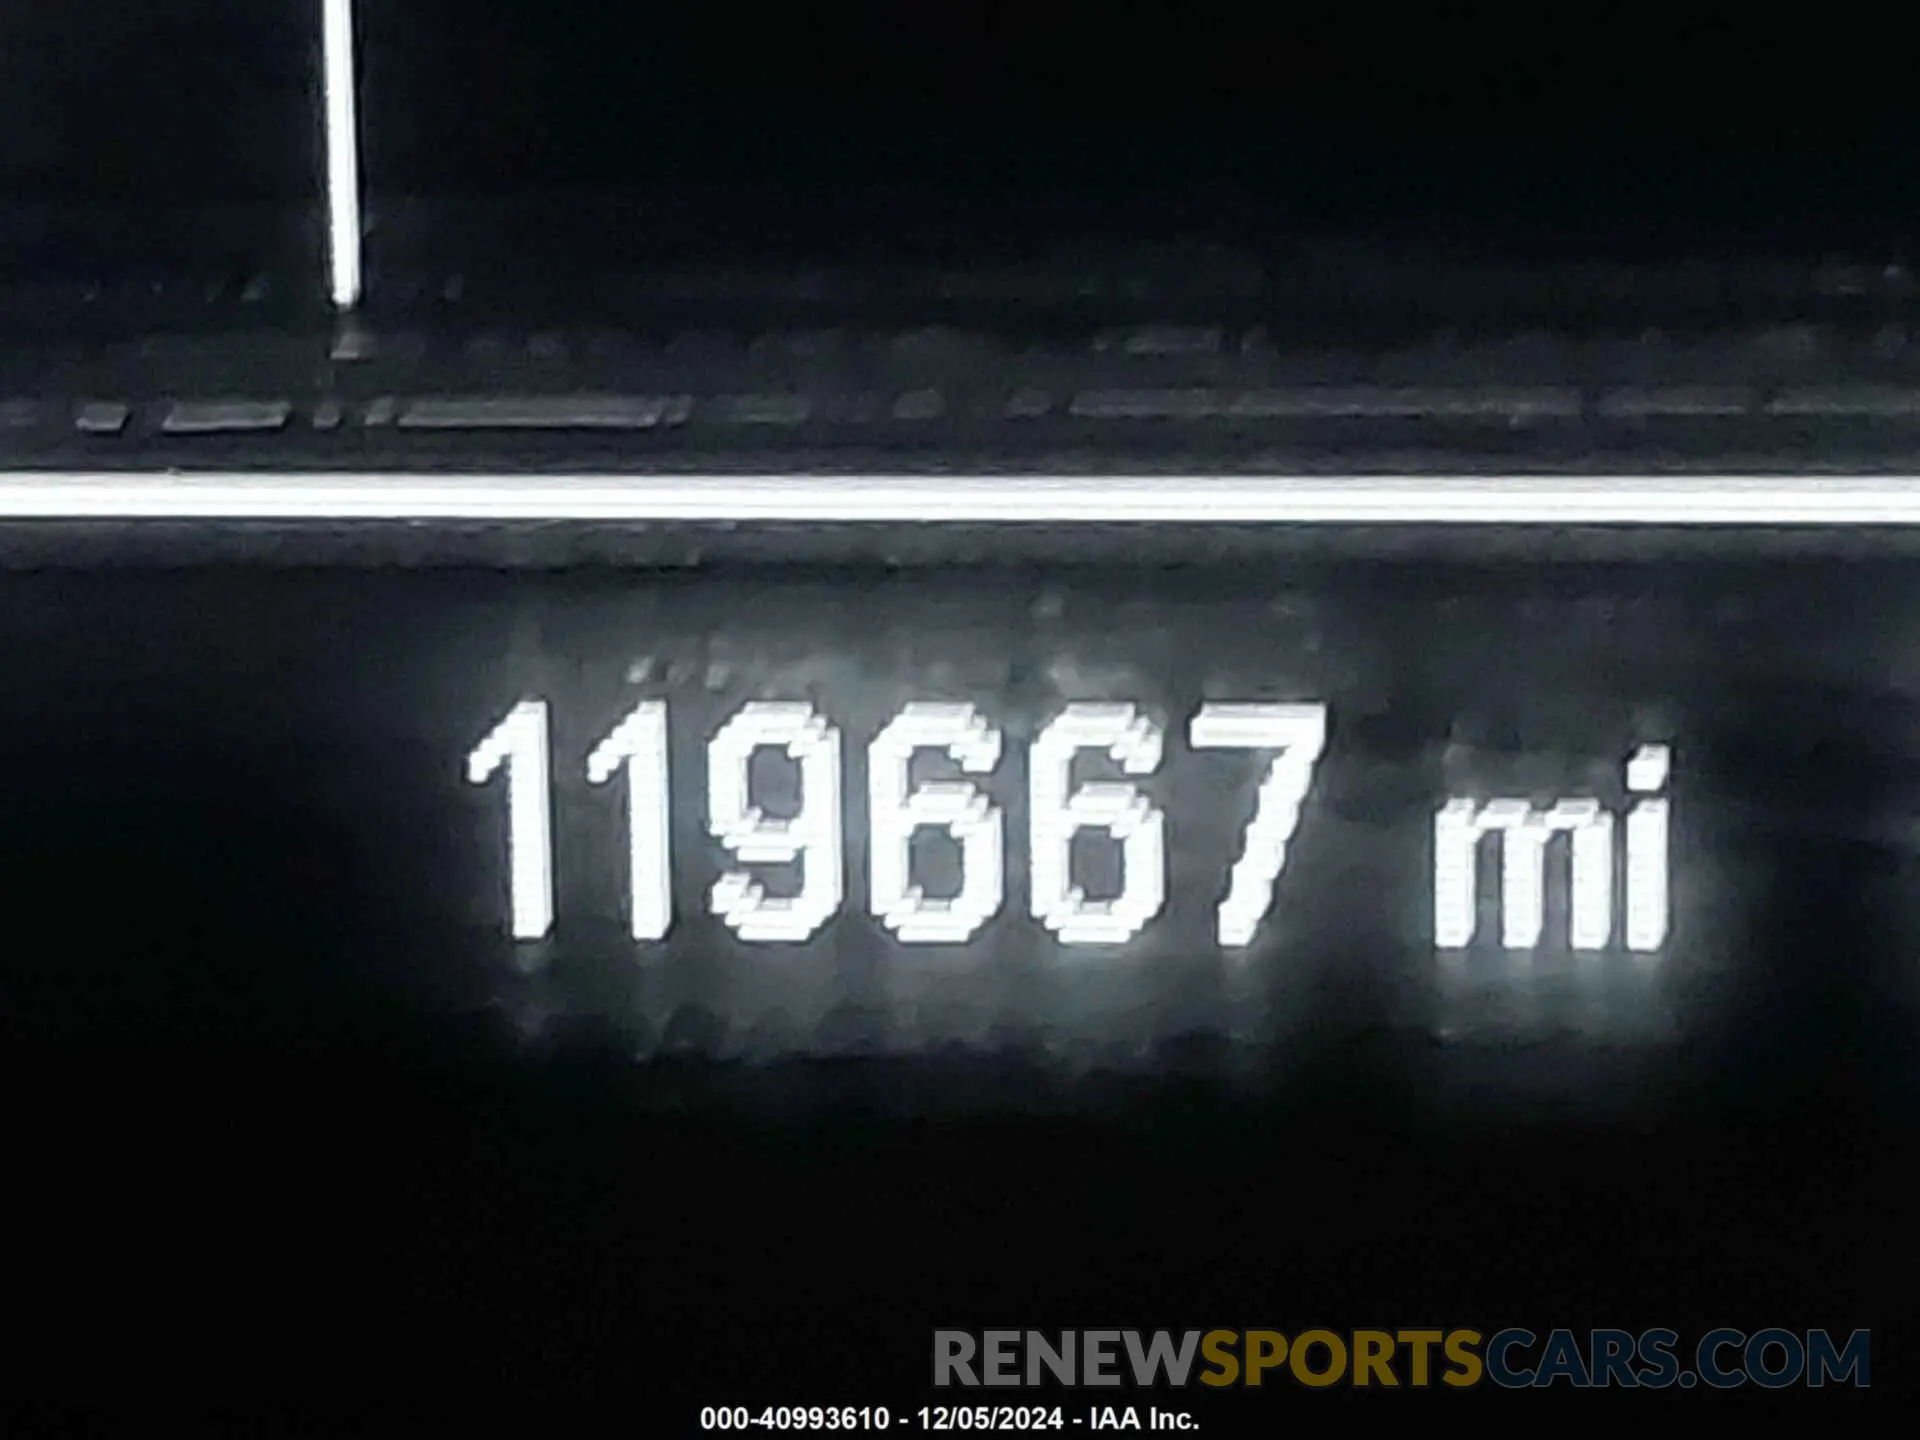 119667 mi
RENEWSPORTSCARS.COM
000-40993610 - 12/05/2024 - IAA Inc.